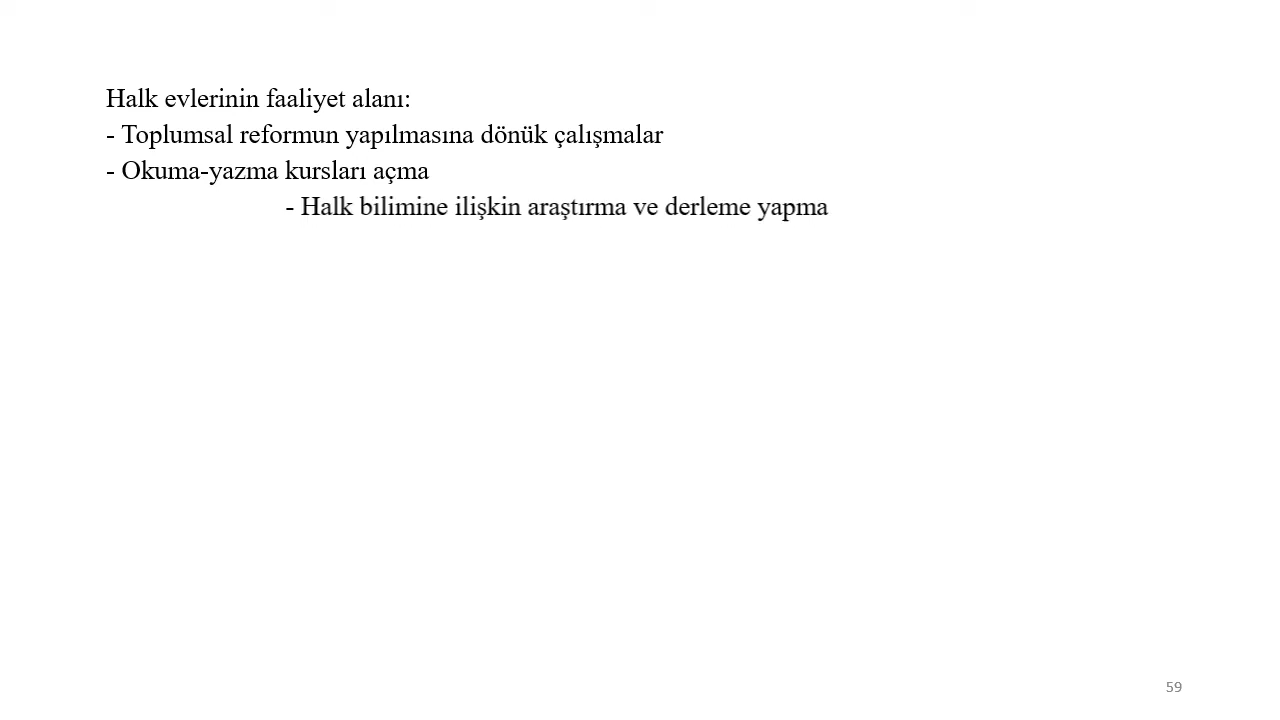 Halk evlerinin faaliyet alanı:
- Toplumsal reformun yapılmasına dönük çalışmalar
- Okuma-yazma kursları açma
- Halk bilimine ilişkin araştırma ve derleme yapma
59